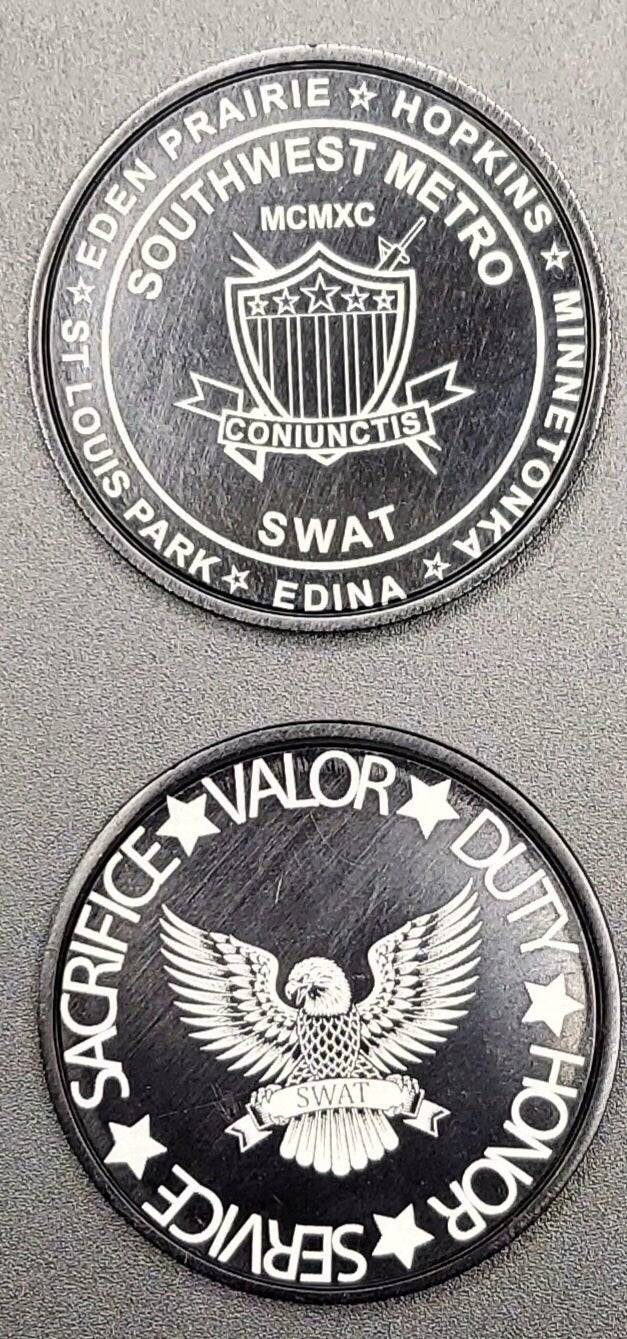 EDEN PRAIRIE ☆ HOPKINS ☆ MINNETONKA ☆ EDINA ☆ ST LOUIS PARK ☆
SOUTHWEST METRO
MCMXC
CONIUNCTIS
SWAT
VALOR ★ DUTY ★ HONOR ★ SERVICE ★ SACRIFICE ★
SWAT